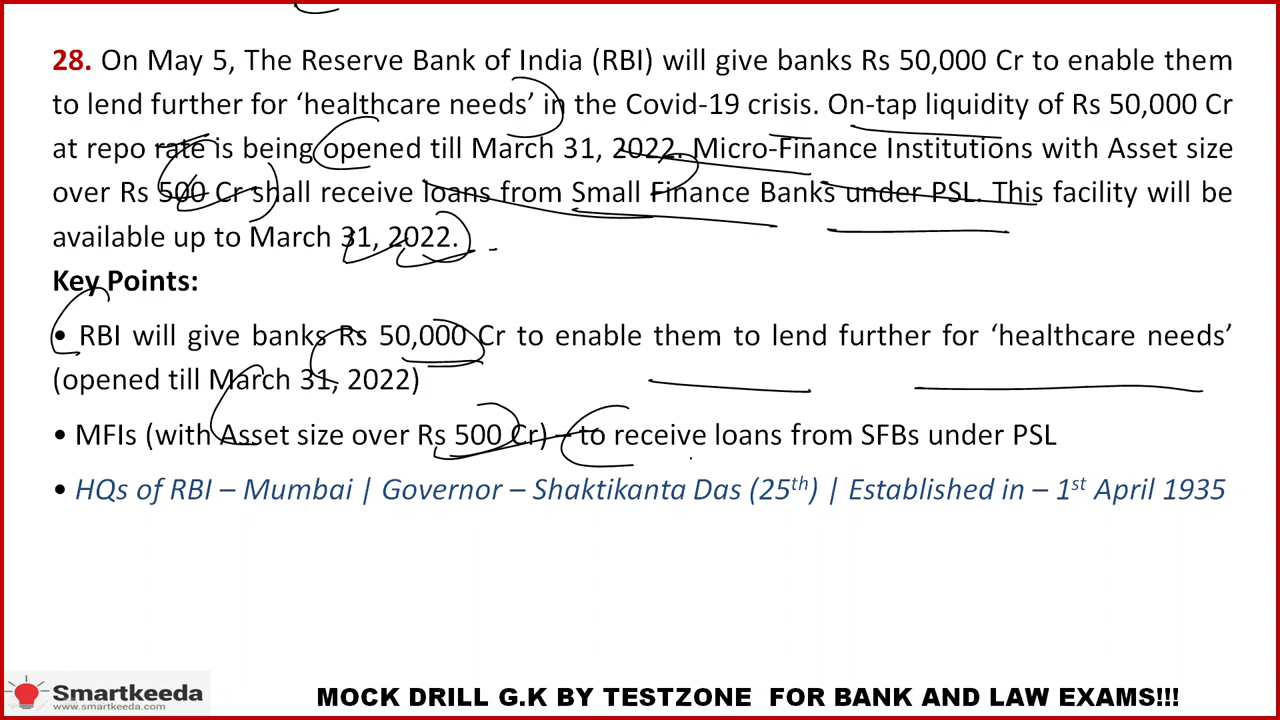 28. On May 5, The Reserve Bank of India (RBI) will give banks Rs 50,000 Cr to enable them
to lend further for ‘healthcare needs’ in the Covid-19 crisis. On-tap liquidity of Rs 50,000 Cr
at repo rate is being opened till March 31, 2022. Micro-Finance Institutions with Asset size
over Rs 500 Cr shall receive loans from Small Finance Banks under PSL. This facility will be
available up to March 31, 2022.
Key Points:
• RBI will give banks Rs 50,000 Cr to enable them to lend further for ‘healthcare needs’
(opened till March 31, 2022)
• MFIs (with Asset size over Rs 500 Cr) – to receive loans from SFBs under PSL
• HQs of RBI – Mumbai | Governor – Shaktikanta Das (25th) | Established in – 1st April 1935
Smartkeeda
www.smartkeeda.com
MOCK DRILL G.K BY TESTZONE FOR BANK AND LAW EXAMS!!!